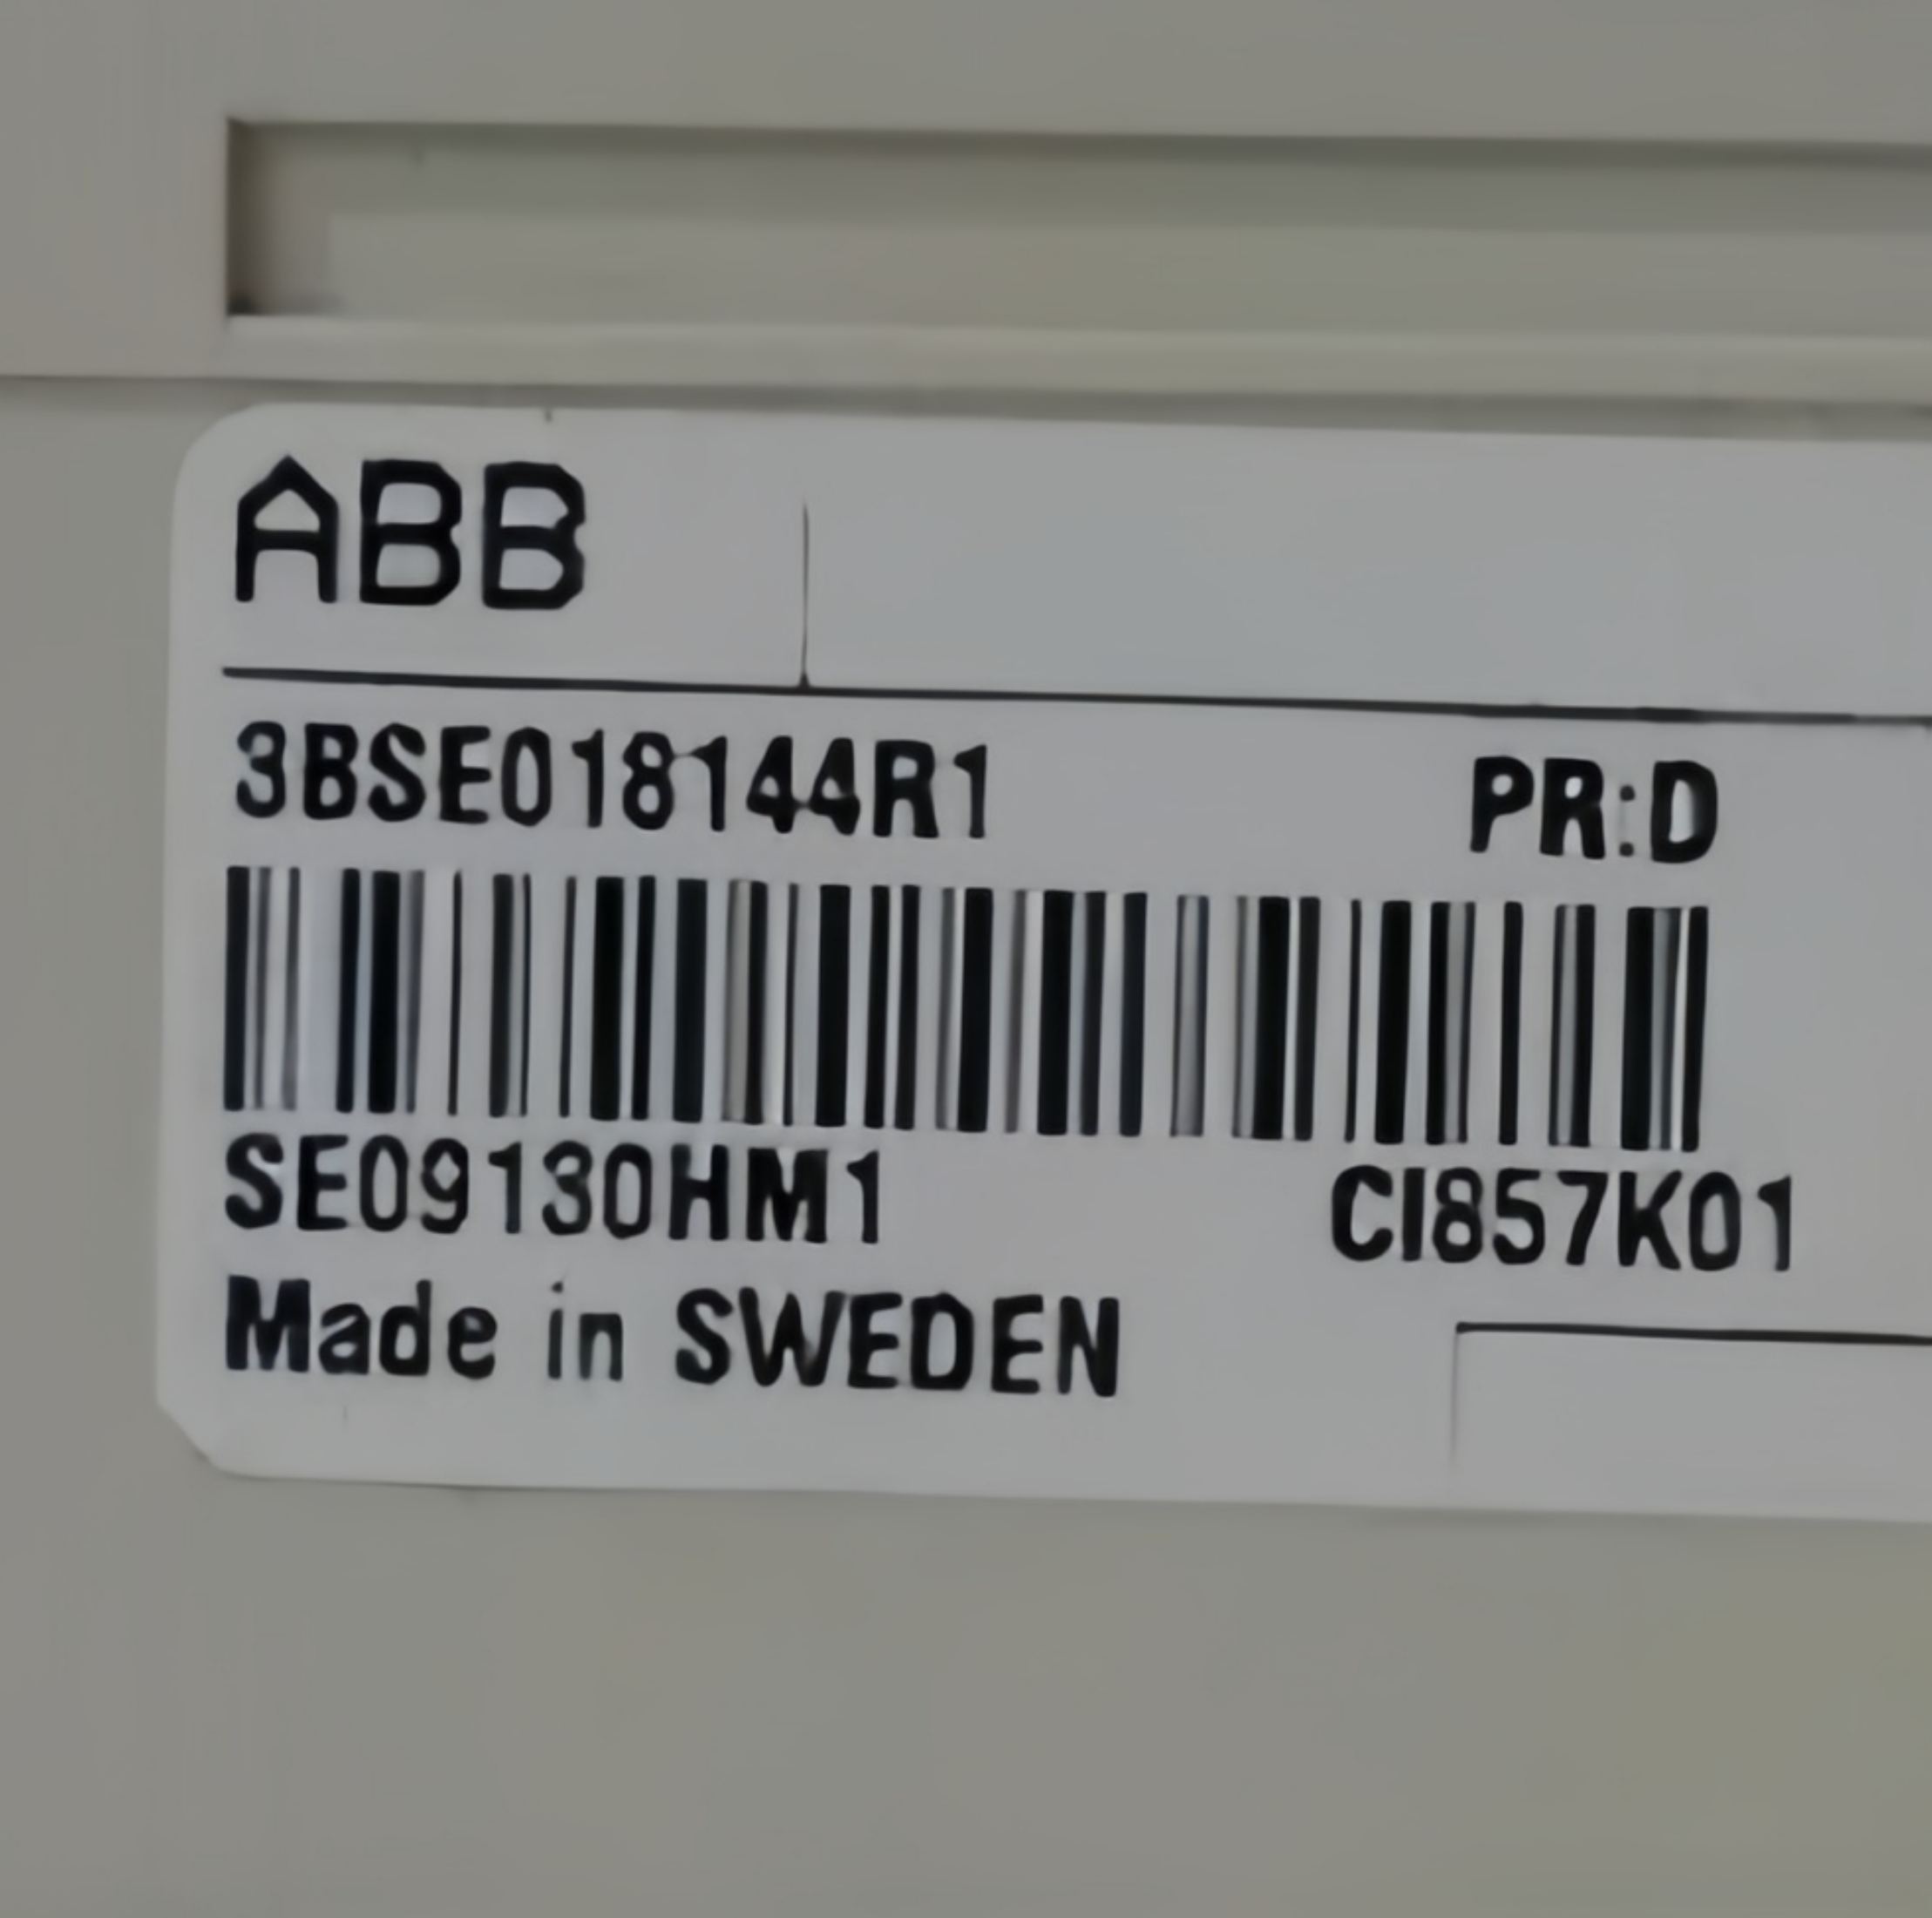 ABB
3BSE018144R1 PR:D
SE09130HM1 CI857K01
Made in SWEDEN